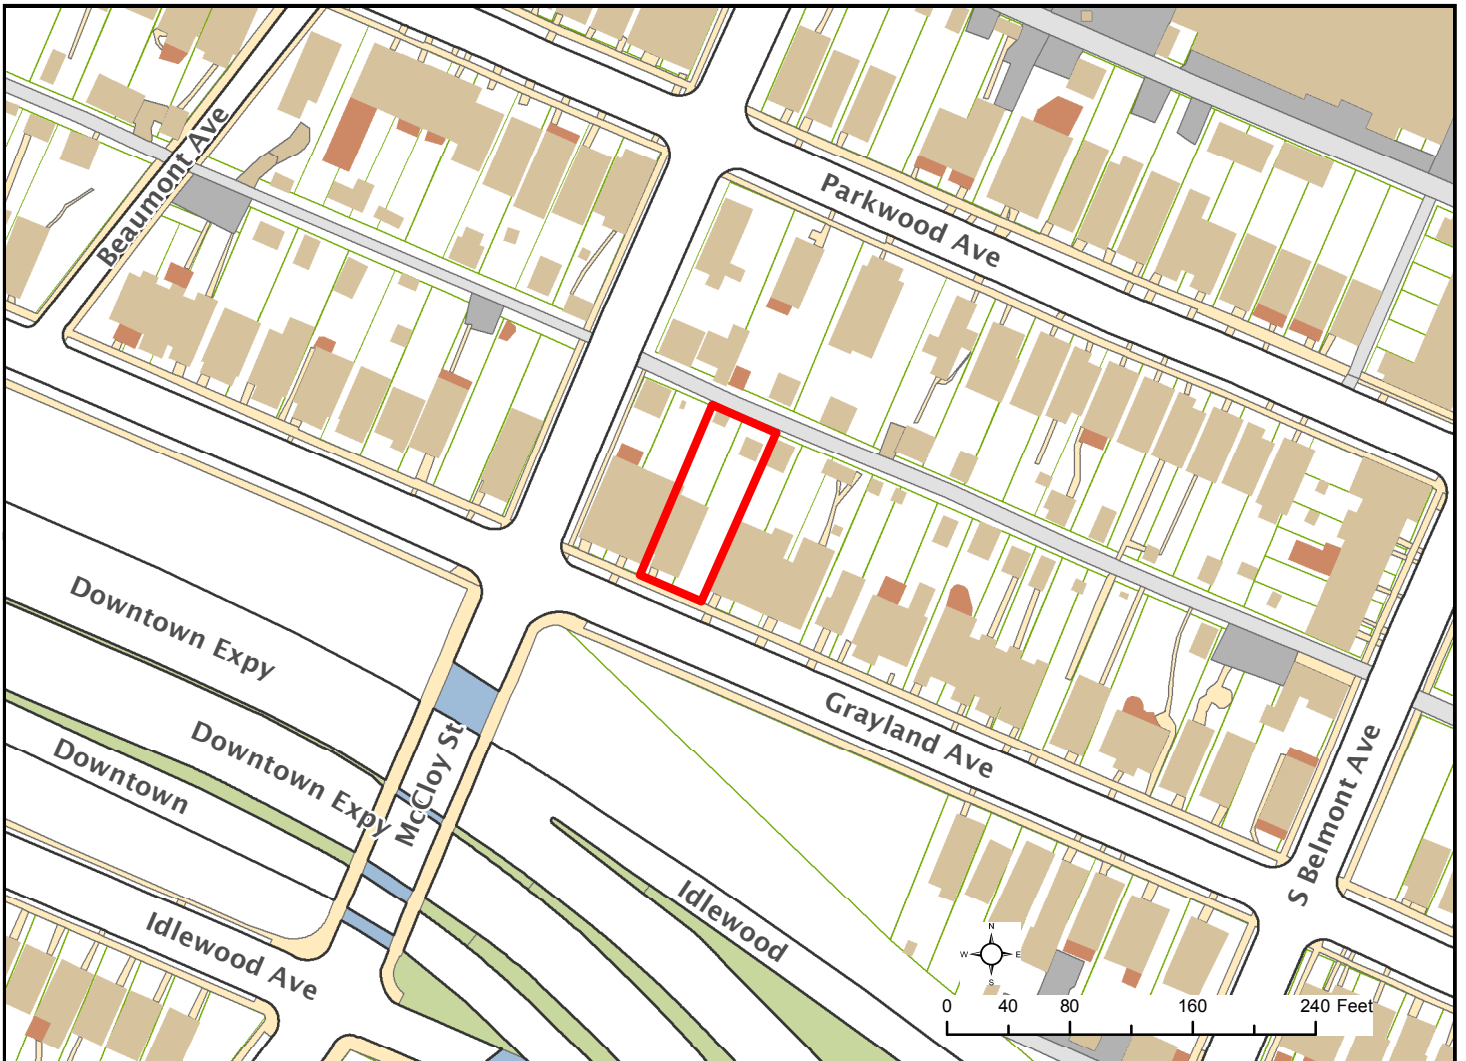 Beaumont Ave
Parkwood Ave
Downtown Expy
Downtown Expy
Downtown
McCloy St
Grayland Ave
S Belmont Ave
Idlewood Ave
Idlewood
N
W E
S
0 40 80 160 240 Feet